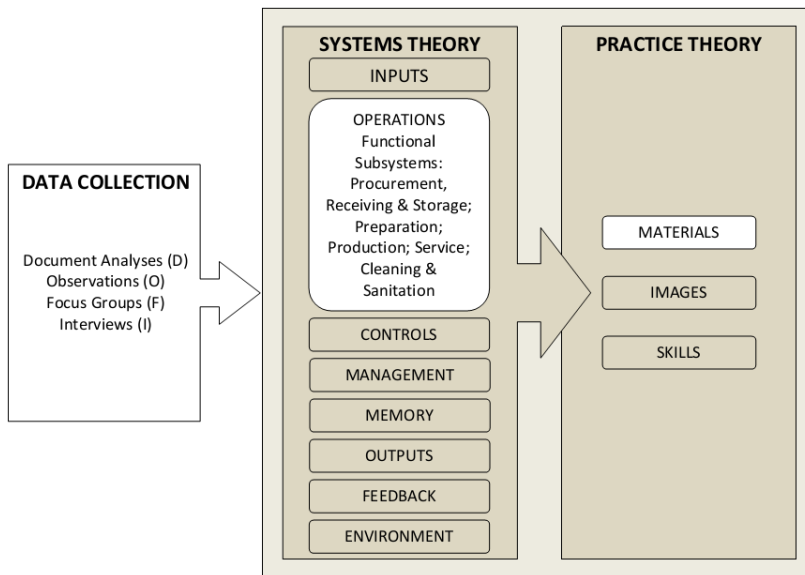 DATA COLLECTION
Document Analyses (D)
Observations (O)
Focus Groups (F)
Interviews (I)
SYSTEMS THEORY
INPUTS
OPERATIONS
Functional
Subsystems:
Procurement,
Receiving & Storage;
Preparation;
Production; Service;
Cleaning &
Sanitation
CONTROLS
MANAGEMENT
MEMORY
OUTPUTS
FEEDBACK
ENVIRONMENT
PRACTICE THEORY
MATERIALS
IMAGES
SKILLS